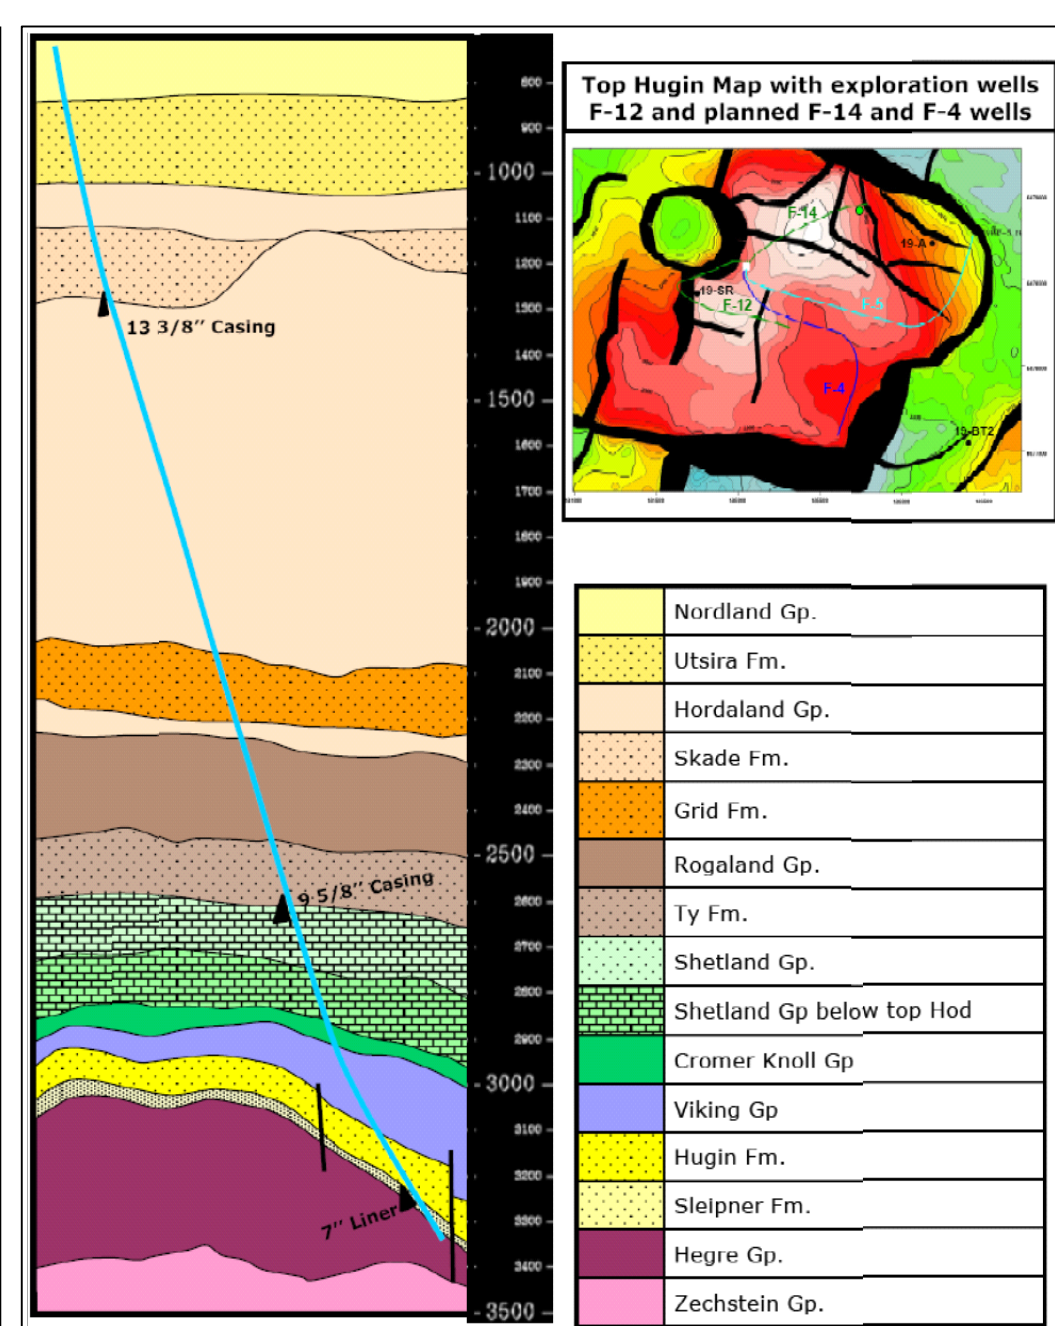 Top Hugin Map with exploration wells
F-12 and planned F-14 and F-4 wells
800
900
1000
1100
1200
1300
1400
1500
1600
1700
1800
1900
2000
2100
2200
2300
2400
2500
2600
2700
2800
2900
3000
3100
3200
3300
3400
3500
13 3/8" Casing
9 5/8" Casing
7" Liner
F-14
19-A
19-SR
F-12
F-5
F-4
19-BT2
Nordland Gp.
Utsira Fm.
Hordaland Gp.
Skade Fm.
Grid Fm.
Rogaland Gp.
Ty Fm.
Shetland Gp.
Shetland Gp below top Hod
Cromer Knoll Gp
Viking Gp
Hugin Fm.
Sleipner Fm.
Hegre Gp.
Zechstein Gp.